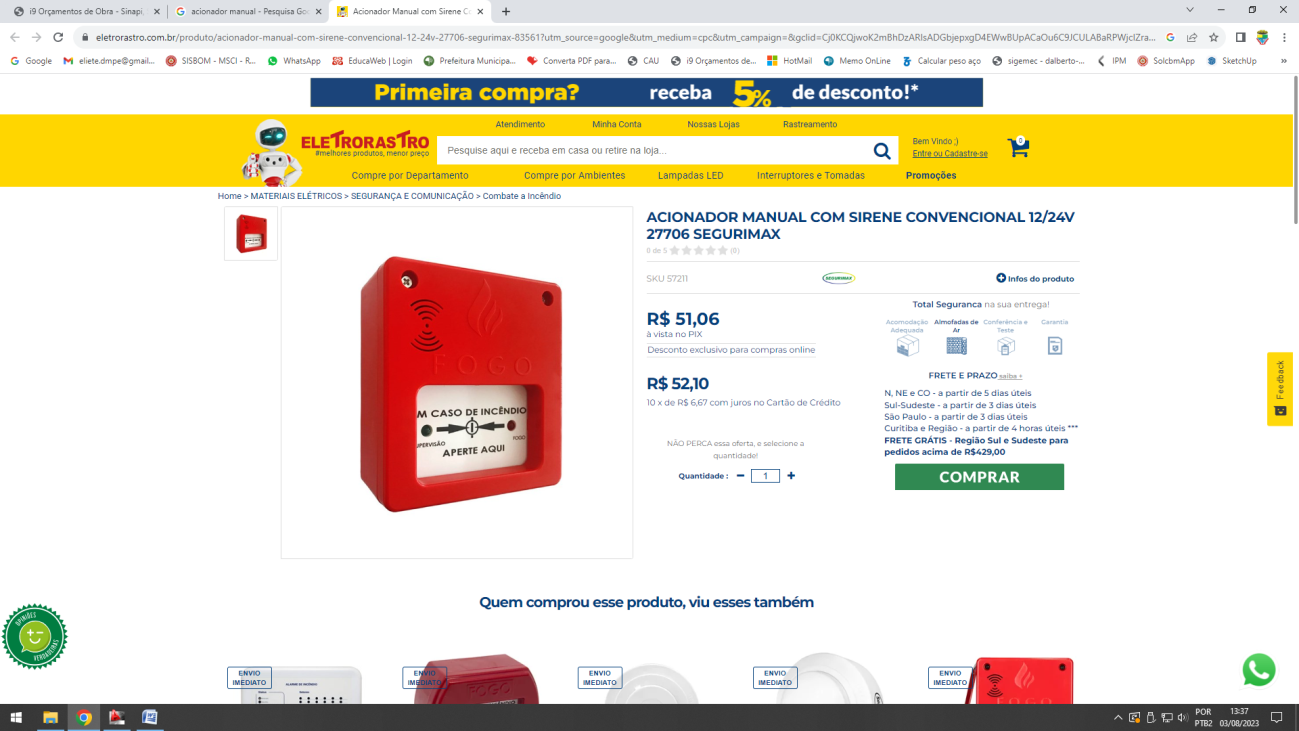 i9 Orçamentos de Obra - Sinapi,
acionador manual - Pesquisa Goo
Acionador Manual com Sirene Co
eletrorastro.com.br/produto/acionador-manual-com-sirene-convencional-12-24v-27706-segurimax-83561?utm_source=google&utm_medium=cpc&utm_campaign=&gclid=Cj0KCQjwoK2mBhDzARIsADGbjepxgD4EWwBUpACaOu6C9JCULABaRPWjclZra...
Google
eliete.dmpe@gmail...
SISBOM - MSCI - R...
WhatsApp
EducaWeb | Login
Prefeitura Municipa...
Converta PDF para...
CAU
i9 Orçamentos de...
HotMail
Memo OnLine
Calcular peso aço
sigemec - dalberto-...
IPM
SolcbmApp
SketchUp
»
Primeira compra? receba 5% de desconto!*
Atendimento
Minha Conta
Nossas Lojas
Rastreamento
ELETRORASTRO
#melhores produtos, menor preço
Pesquise aqui e receba em casa ou retire na loja...
Bem Vindo ;)
Entre ou Cadastre-se
0
Compre por Departamento
Compre por Ambientes
Lampadas LED
Interruptores e Tomadas
Promoções
Home > MATERIAIS ELÉTRICOS > SEGURANÇA E COMUNICAÇÃO > Combate a Incêndio
FOGO
M CASO DE INCÊNDIO
UPERVISÃO
FOGO
APERTE AQUI
ACIONADOR MANUAL COM SIRENE CONVENCIONAL 12/24V
27706 SEGURIMAX
0 de 5
(0)
SKU 57211
SEGURIMAX
Infos do produto
R$ 51,06
à vista no PIX
Desconto exclusivo para compras online
R$ 52,10
10 x de R$ 6,67 com juros no Cartão de Crédito
NÃO PERCA essa oferta, e selecione a
quantidade!
Quantidade :
1
Total Seguranca na sua entrega!
Acomodação
Adequada
Almofadas de
Ar
Conferência e
Teste
Garantia
FRETE E PRAZO saiba +
N, NE e CO - a partir de 5 dias úteis
Sul-Sudeste - a partir de 3 dias úteis
São Paulo - a partir de 3 dias úteis
Curitiba e Região - a partir de 4 horas úteis ***
FRETE GRÁTIS - Região Sul e Sudeste para
pedidos acima de R$429,00
COMPRAR
Feedback
Quem comprou esse produto, viu esses também
OPINIÕES
VERDADEIRAS
ENVIO
IMEDIATO
ENVIO
IMEDIATO
ENVIO
IMEDIATO
ENVIO
IMEDIATO
ENVIO
IMEDIATO
FOGO
POR
PTB2
13:37
03/08/2023